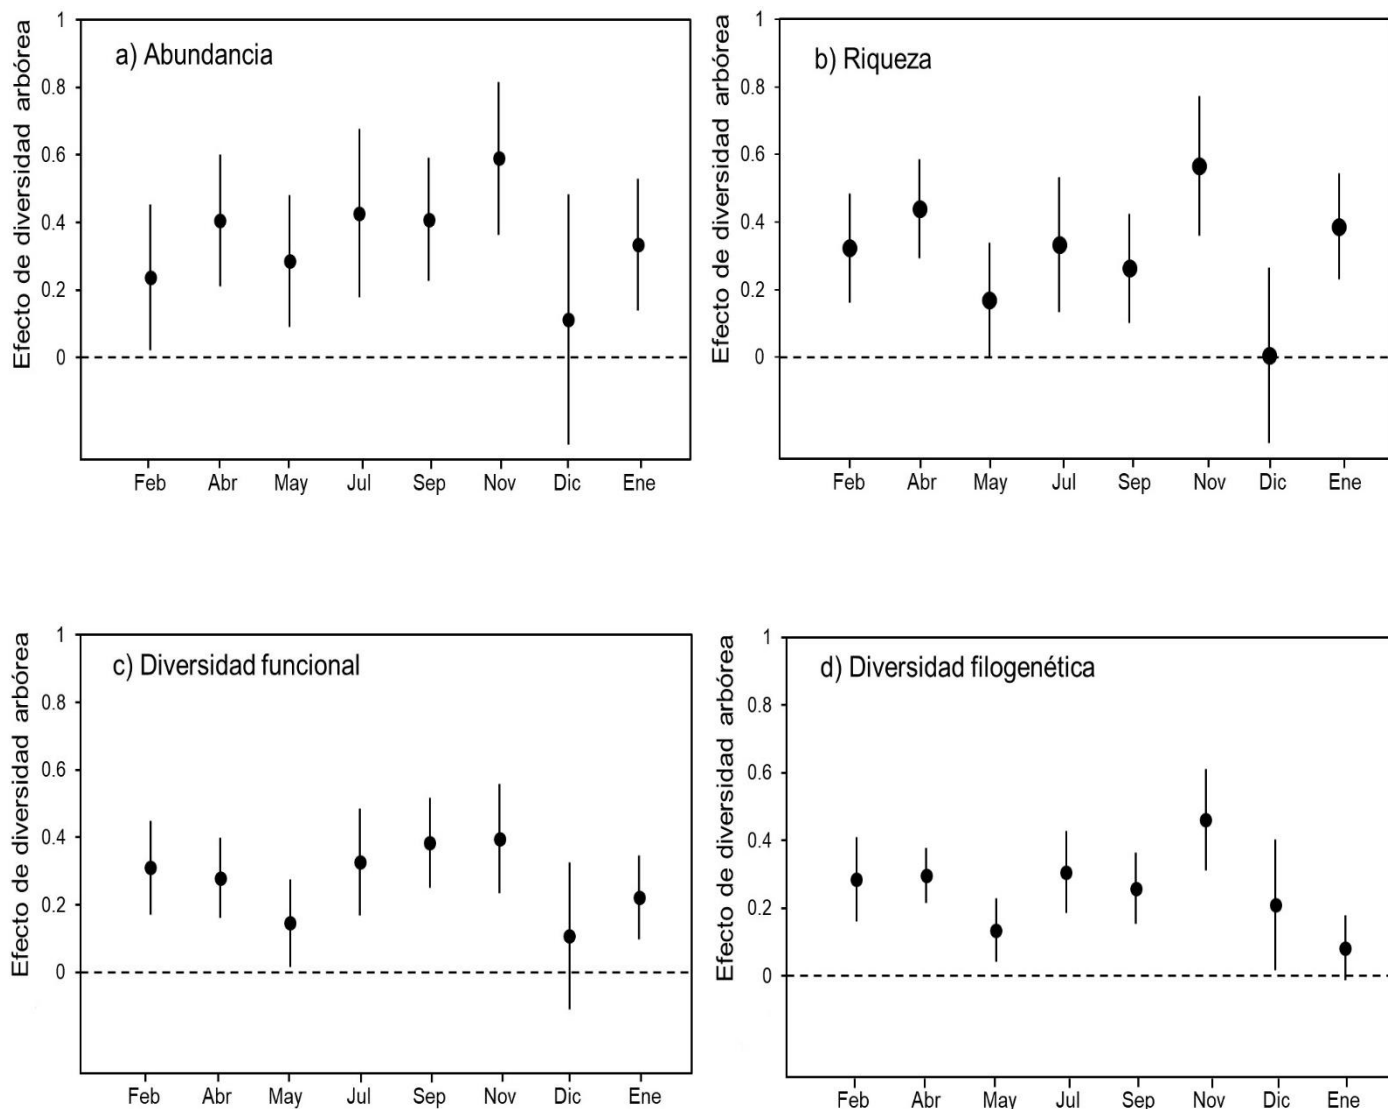 a) Abundancia
Efecto de diversidad arbórea
1
0.8
0.6
0.4
0.2
0
Feb Abr May Jul Sep Nov Dic Ene
b) Riqueza
Efecto de diversidad arbórea
1
0.8
0.6
0.4
0.2
0
Feb Abr May Jul Sep Nov Dic Ene
c) Diversidad funcional
Efecto de diversidad arbórea
1
0.8
0.6
0.4
0.2
0
Feb Abr May Jul Sep Nov Dic Ene
d) Diversidad filogenética
Efecto de diversidad arbórea
1
0.8
0.6
0.4
0.2
0
Feb Abr May Jul Sep Nov Dic Ene